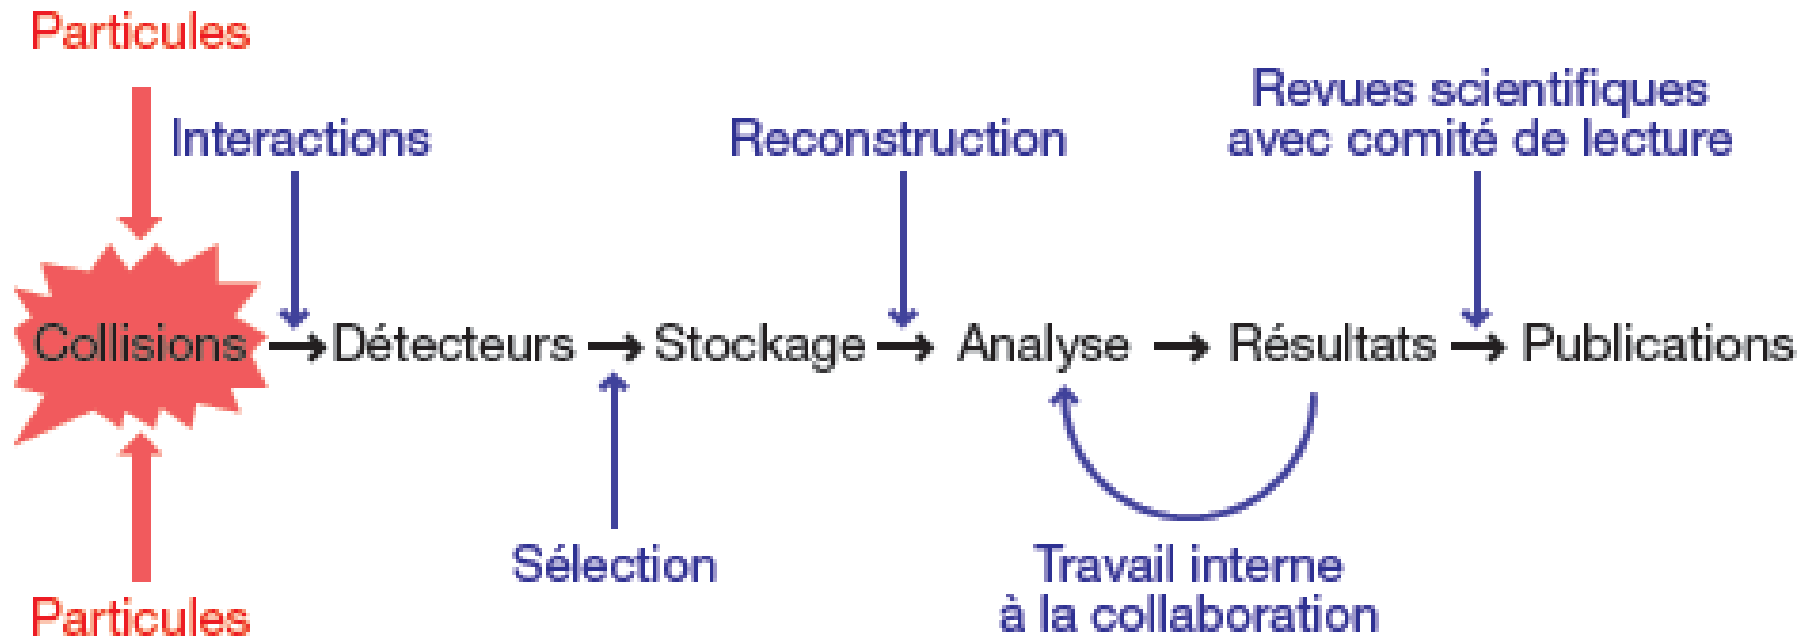 Particules
Interactions
Reconstruction
Revues scientifiques
avec comité de lecture
Collisions
Détecteurs
Stockage
Analyse
Résultats
Publications
Sélection
Travail interne
à la collaboration
Particules